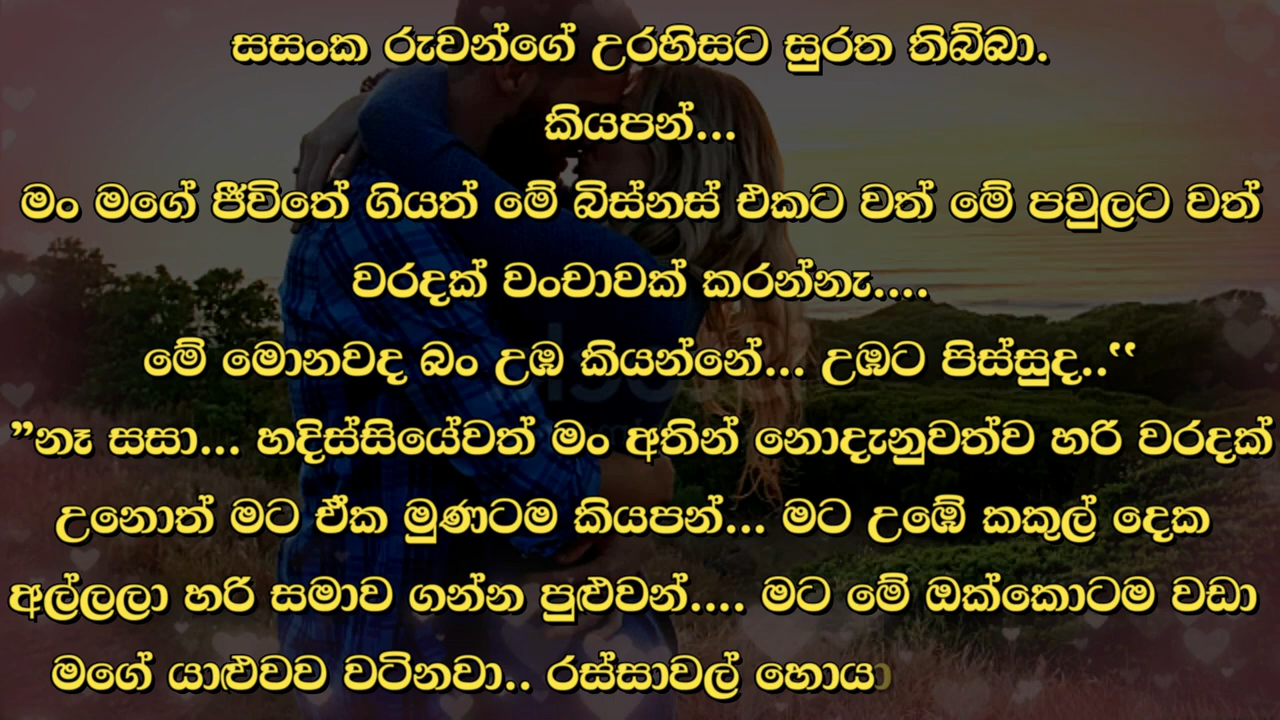 සසංක රුවන්ගේ උරහිසට සුරත තිබ්බා.
කියපන්...
මං මගේ ජීවිතේ ගියත් මේ බිස්නස් එකට වත් මේ පවුලට වත්
වරදක් වංචාවක් කරන්නැ....
මේ මොනවද බං උඹ කියන්නේ... උඹට පිස්සුද..‛‛
”නෑ සසා... හදිස්සියේවත් මං අතින් නොදැනුවත්ව හරි වරදක්
උනොත් මට ඒක මුණටම කියපන්... මට උඹේ කකුල් දෙක
අල්ලලා හරි සමාව ගන්න පුළුවන්.... මට මේ ඔක්කොටම වඩා
මගේ යාළුවව වටිනවා.. රස්සාවල් හොයා